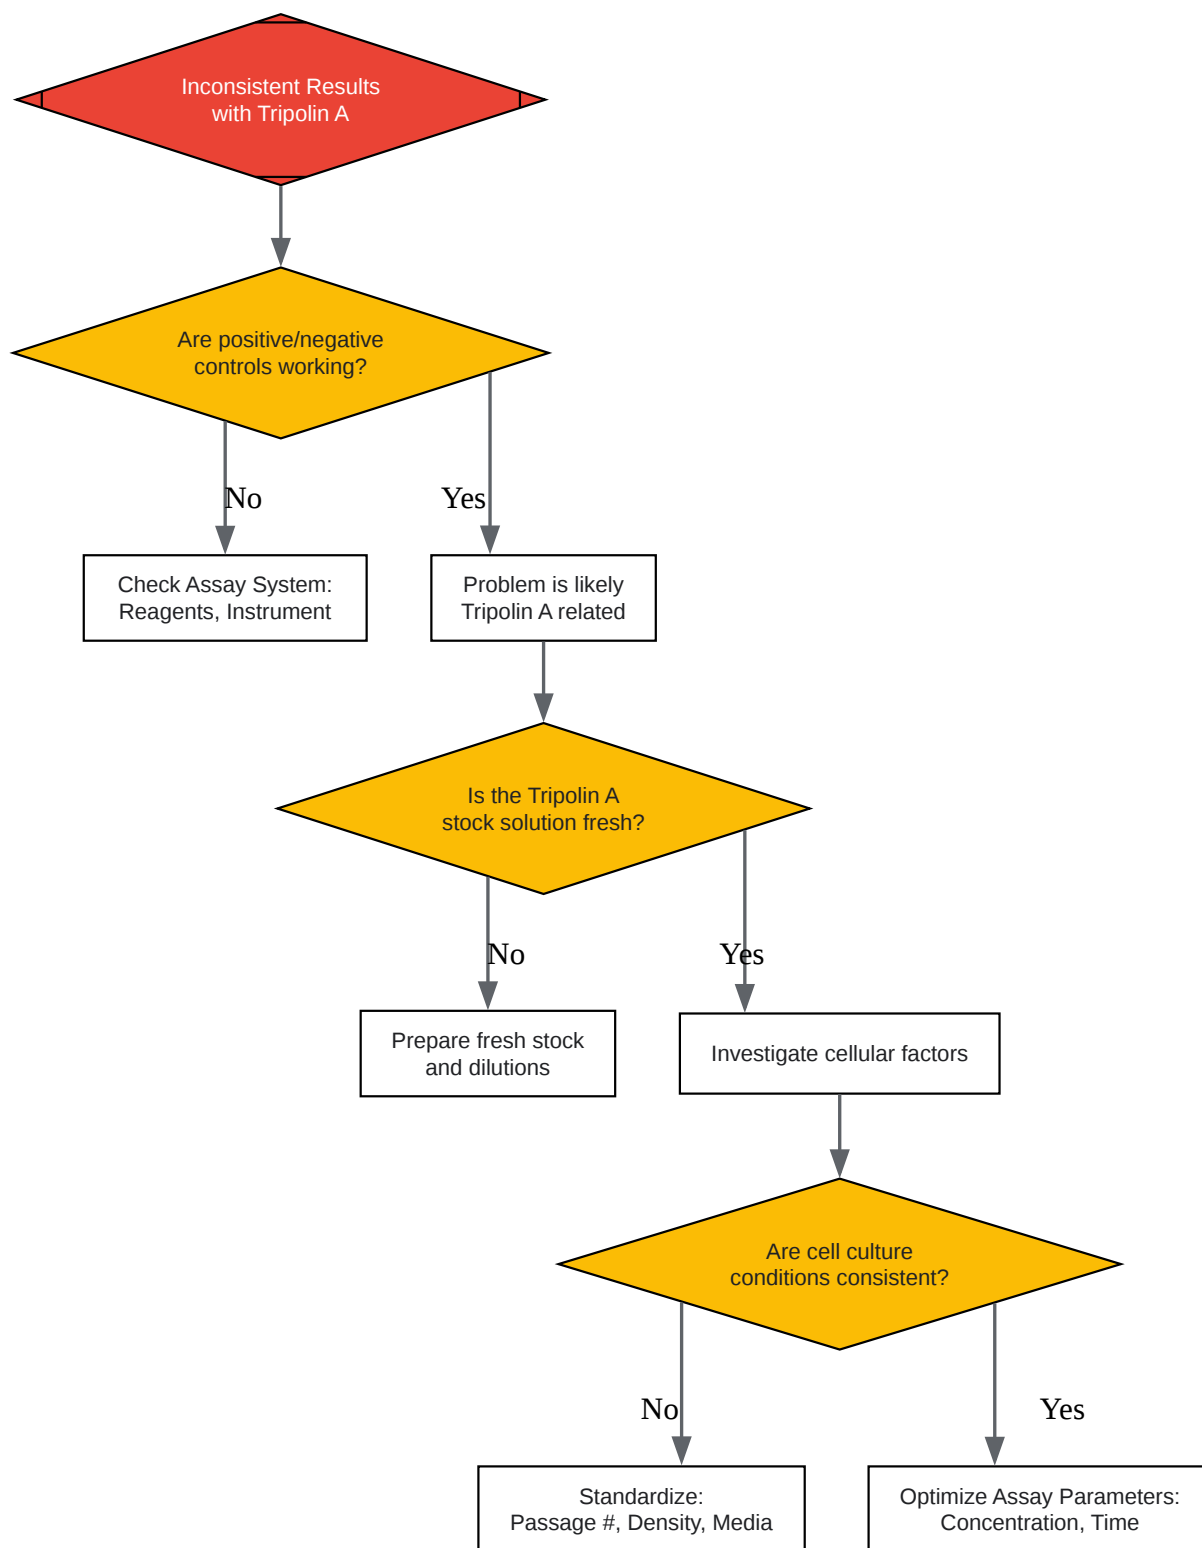 Inconsistent Results
with Tripolin A
Are positive/negative
controls working?
No
Yes
Check Assay System:
Reagents, Instrument
Problem is likely
Tripolin A related
Is the Tripolin A
stock solution fresh?
No
Yes
Prepare fresh stock
and dilutions
Investigate cellular factors
Are cell culture
conditions consistent?
No
Yes
Standardize:
Passage #, Density, Media
Optimize Assay Parameters:
Concentration, Time